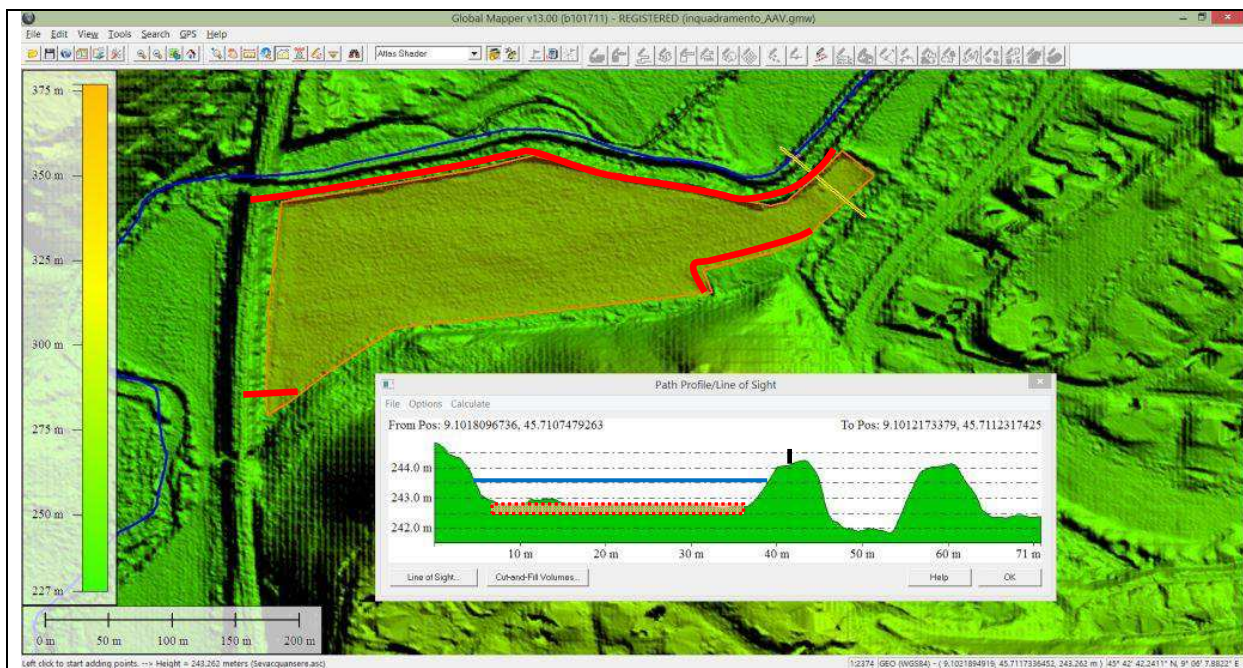 Global Mapper v13.00 (b101711) - REGISTERED (inquadramento_AAV.gmw)
File Edit View Tools Search GPS Help
Atlas Shader
375 m
350 m
325 m
300 m
275 m
250 m
227 m
0 m 50 m 100 m 150 m 200 m
Path Profile/Line of Sight
File Options Calculate
From Pos: 9.1018096736, 45.7107479263 To Pos: 9.1012173379, 45.7112317425
244.0 m
243.0 m
242.0 m
10 m 20 m 30 m 40 m 50 m 60 m 71 m
Line of Sight... Cut-and-Fill Volumes... Help OK
Left click to start adding points. --> Height = 243.262 meters (Sevacquansere.asc) 1:2374 GEO (WGS84) - ( 9.1021894919, 45.7117336452, 243.262 m ) 45° 42' 42.2411" N, 9° 06' 7.8822" E